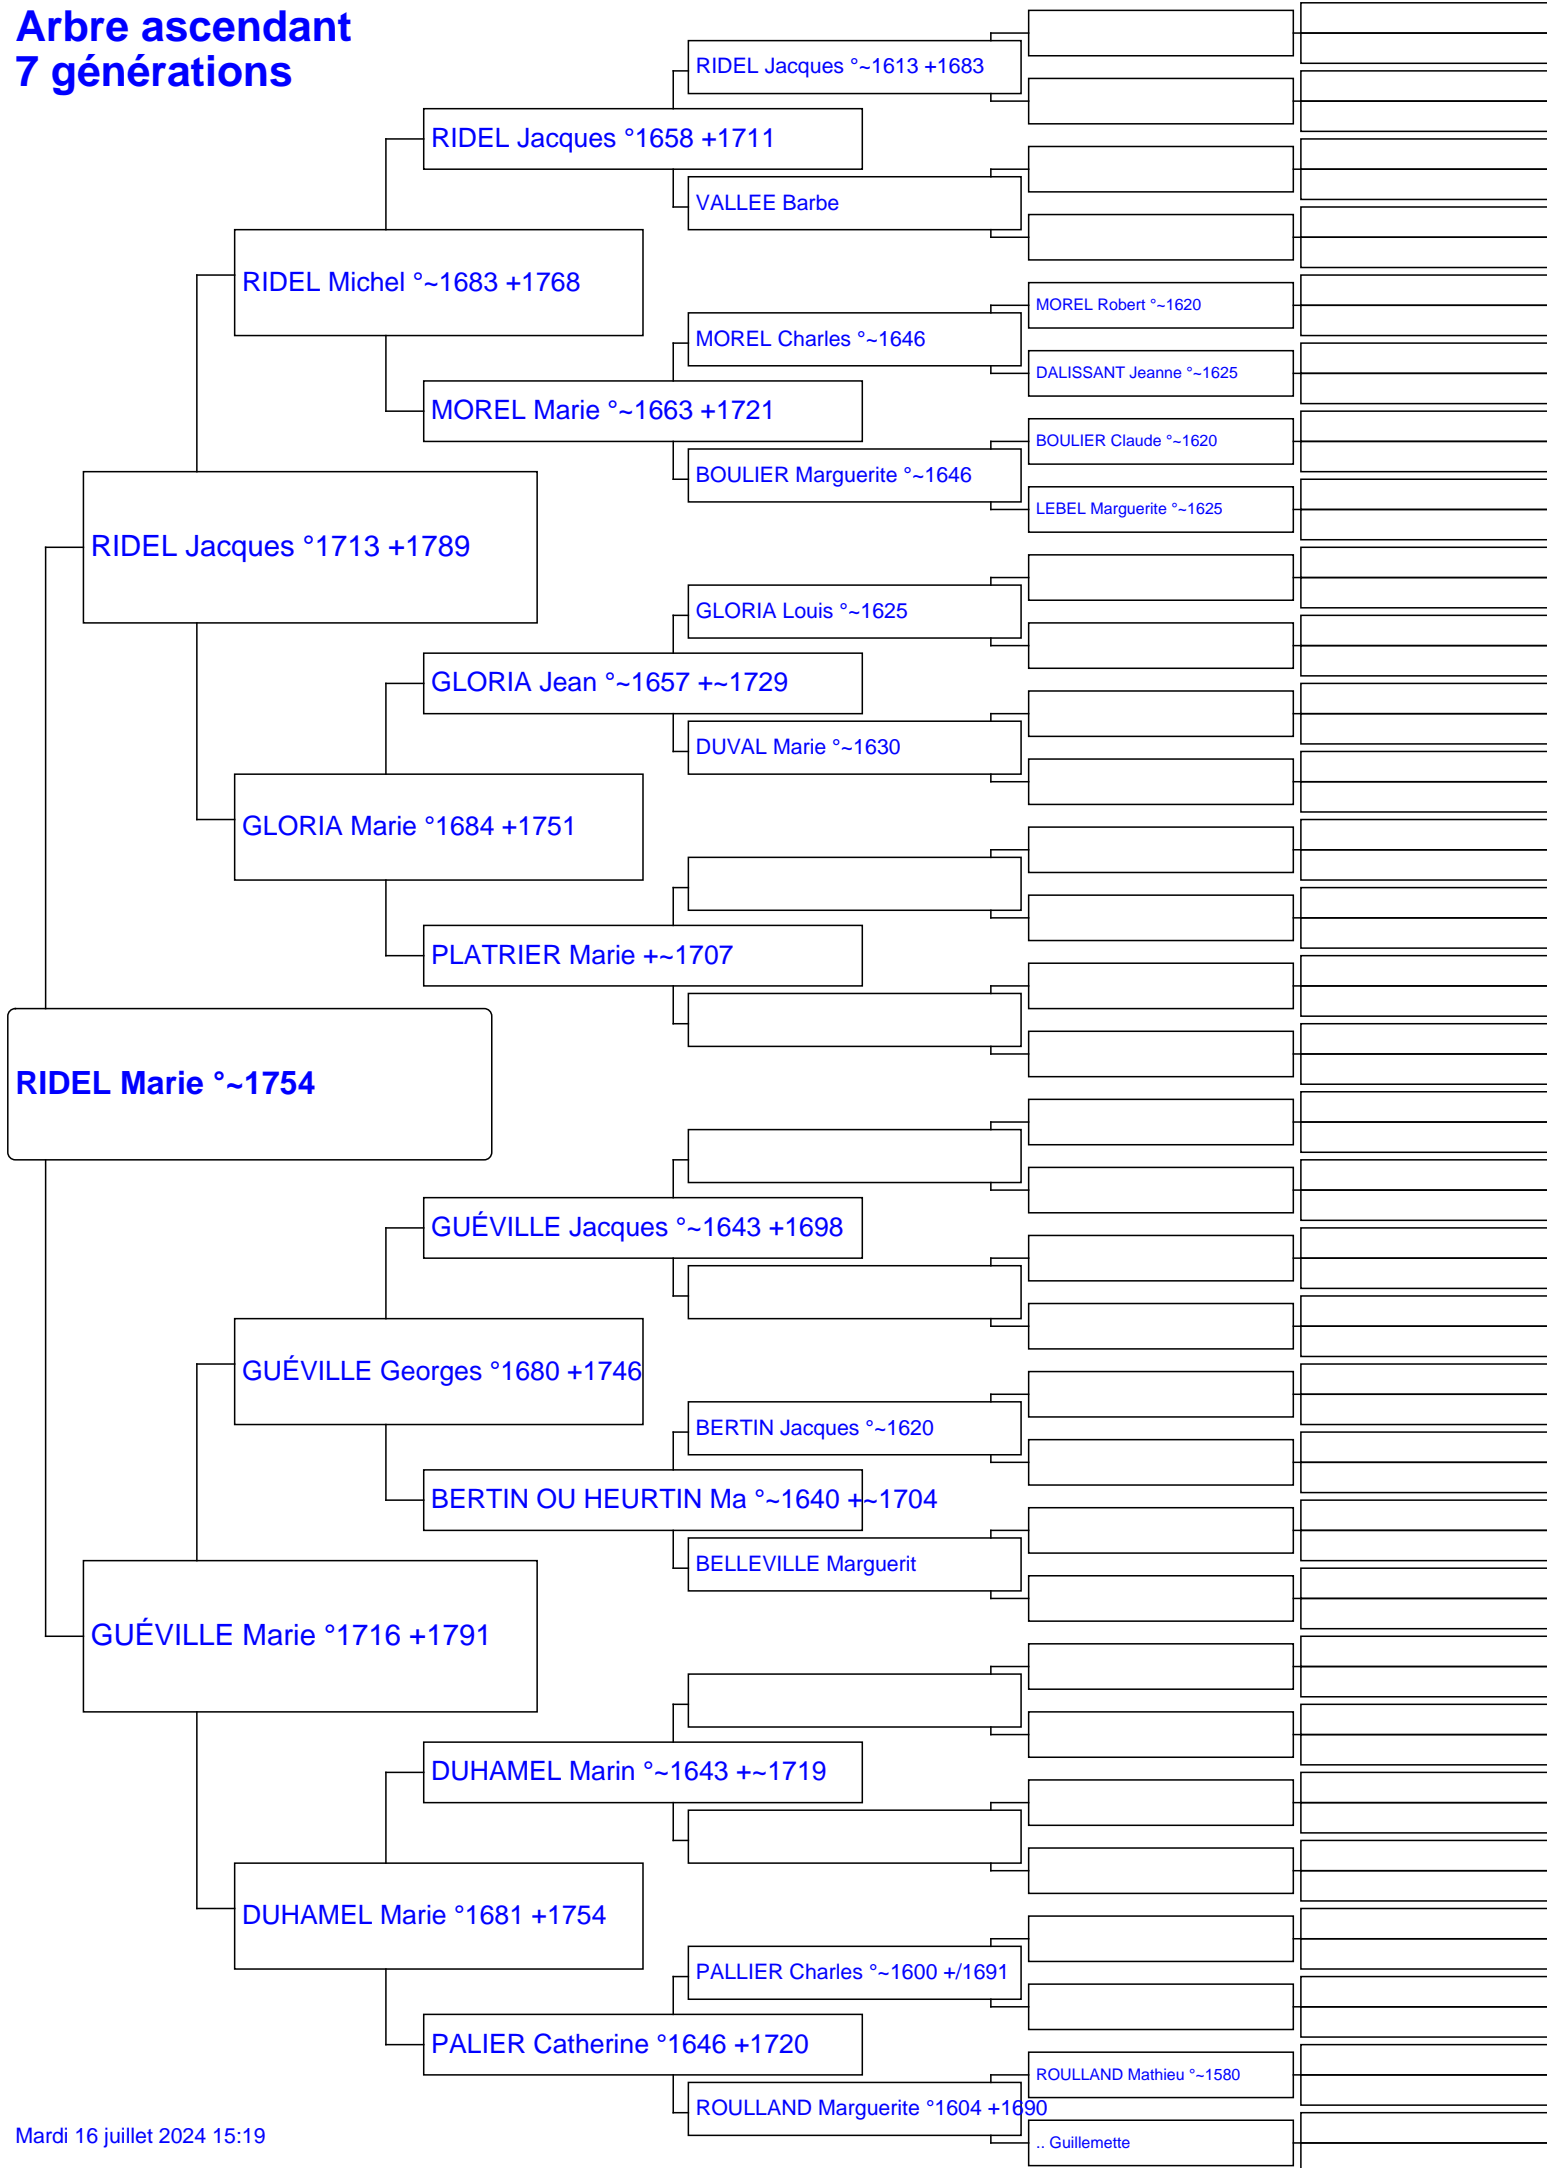 Arbre ascendant
7 générations
RIDEL Jacques °~1613 +1683
RIDEL Jacques °1658 +1711
VALLEE Barbe
RIDEL Michel °~1683 +1768
MOREL Robert °~1620
MOREL Charles °~1646
DALISSANT Jeanne °~1625
MOREL Marie °~1663 +1721
BOULIER Claude °~1620
BOULIER Marguerite °~1646
LEBEL Marguerite °~1625
RIDEL Jacques °1713 +1789
GLORIA Louis °~1625
GLORIA Jean °~1657 +~1729
DUVAL Marie °~1630
GLORIA Marie °1684 +1751
PLATRIER Marie +~1707
RIDEL Marie °~1754
GUÉVILLE Jacques °~1643 +1698
GUÉVILLE Georges °1680 +1746
BERTIN Jacques °~1620
BERTIN OU HEURTIN Ma °~1640 +~1704
BELLEVILLE Marguerit
GUÉVILLE Marie °1716 +1791
DUHAMEL Marin °~1643 +~1719
DUHAMEL Marie °1681 +1754
PALLIER Charles °~1600 +/1691
PALIER Catherine °1646 +1720
ROULLAND Mathieu °~1580
ROULLAND Marguerite °1604 +1690
.. Guillemette
Mardi 16 juillet 2024 15:19